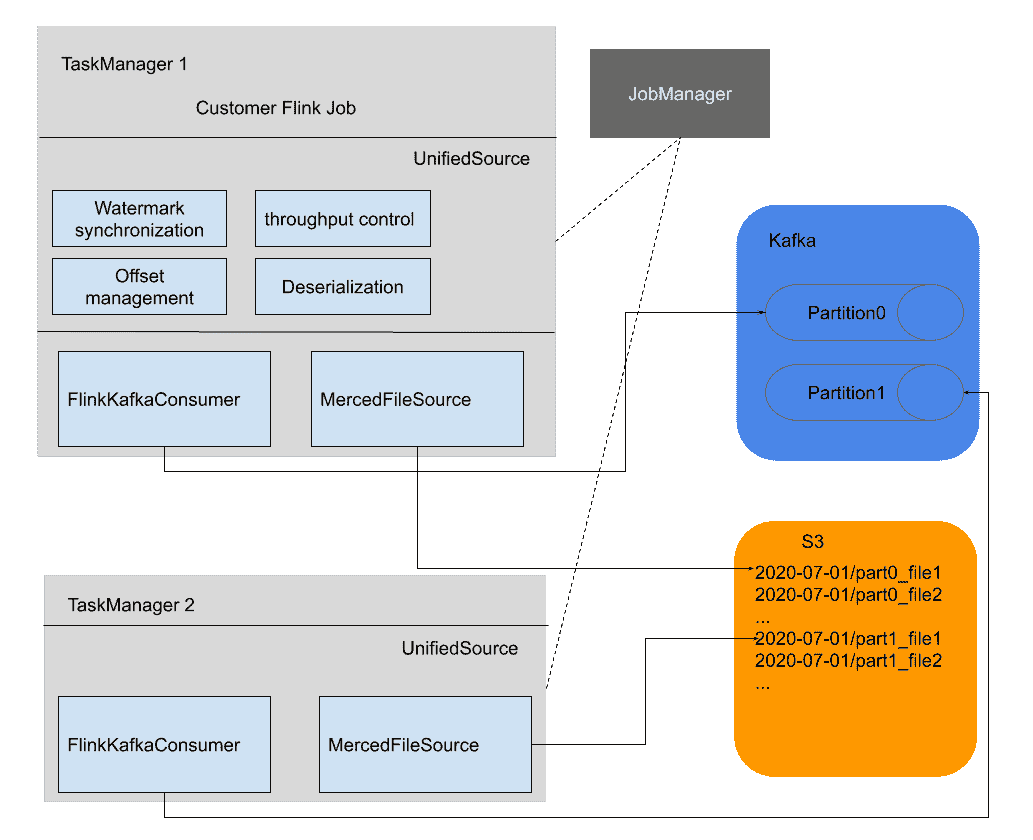 TaskManager 1
Customer Flink Job
UnifiedSource
Watermark
synchronization
throughput control
Offset
management
Deserialization
FlinkKafkaConsumer
MercedFileSource
JobManager
Kafka
Partition0
Partition1
S3
2020-07-01/part0_file1
2020-07-01/part0_file2
...
2020-07-01/part1_file1
2020-07-01/part1_file2
...
TaskManager 2
UnifiedSource
FlinkKafkaConsumer
MercedFileSource